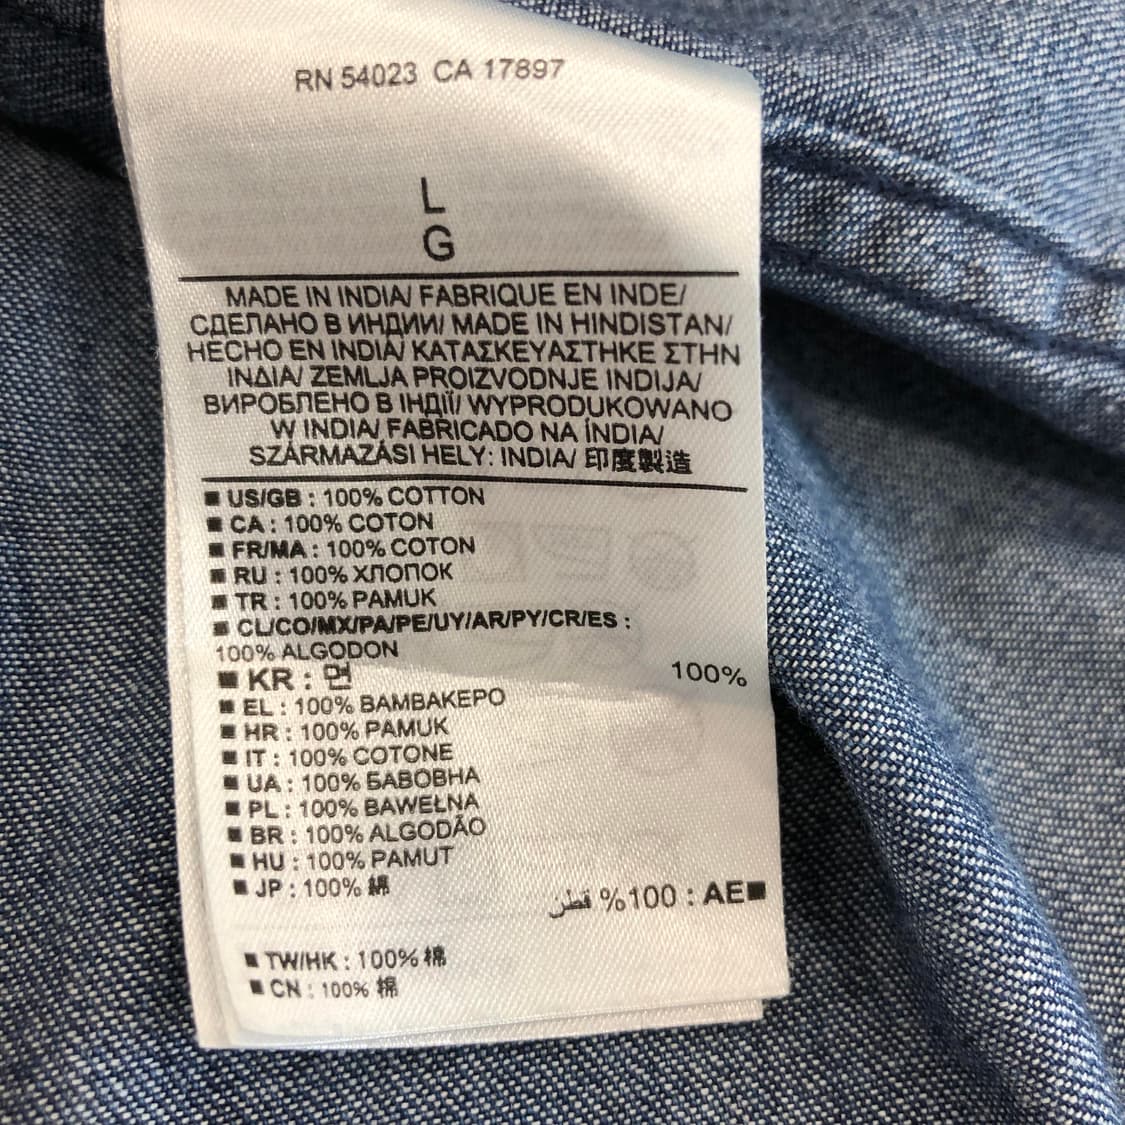 RN 54023 CA 17897
L
G
MADE IN INDIA/ FABRIQUE EN INDE/
СДЕЛАНО В ИНДИИ/ MADE IN HINDISTAN/
HECHO EN INDIA/ ΚΑΤΑΣΚΕΥΑΣΤΗΚΕ ΣΤΗΝ
ΙΝΔΙΑ/ ZEMLJA PROIZVODNJE INDIJA/
ВИРОБЛЕНО В ІНДІЇ/ WYPRODUKOWANO
W INDIA/ FABRICADO NA ÍNDIA/
SZÁRMAZÁSI HELY: INDIA/ 印度製造
■ US/GB : 100% COTTON
■ CA : 100% COTON
■ FR/MA : 100% COTON
■ RU : 100% ХЛОПОК
■ TR : 100% PAMUK
■ CL/CO/MX/PA/PE/UY/AR/PY/CR/ES :
100% ALGODON
■ KR : 면 100%
■ EL : 100% ΒΑΜΒΑΚΕΡΟ
■ HR : 100% PAMUK
■ IT : 100% COTONE
■ UA : 100% БАВОВНА
■ PL : 100% BAWEŁNA
■ BR : 100% ALGODÃO
■ HU : 100% PAMUT
■ JP : 100% 綿
■AE : 100% قطن
■ TW/HK : 100% 棉
■ CN : 100% 棉